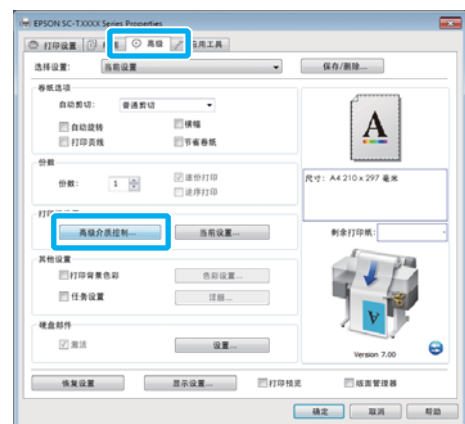 EPSON SC-TXXXX Series Properties
打印设置 高级 应用工具
选择设置: 当前设置 保存/删除...
卷纸选项
自动剪切: 普通剪切
自动旋转 横幅
打印页线 节省卷纸
份数
份数: 1 逐份打印
逆序打印
A
尺寸: A4 210 x 297 毫米
高级介质控制... 当前设置...
剩余打印纸:
其他设置
打印背景色彩 色彩设置...
任务设置 详细...
A
硬盘部件
激活 设置...
Version 7.00
恢复设置 显示设置... 打印预览 版面管理器
确定 取消 帮助